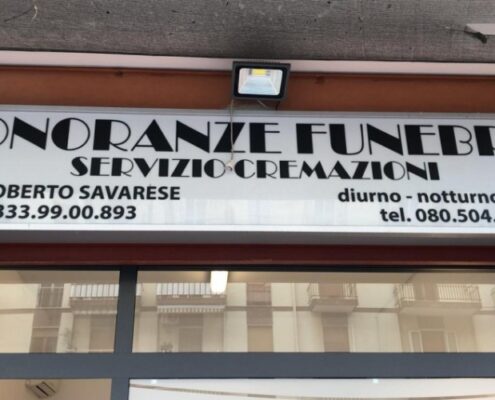 ONORANZE FUNEBR
SERVIZIO CREMAZIONI
OBERTO SAVARESE diurno - notturno
333.99.00.893 tel. 080.504.